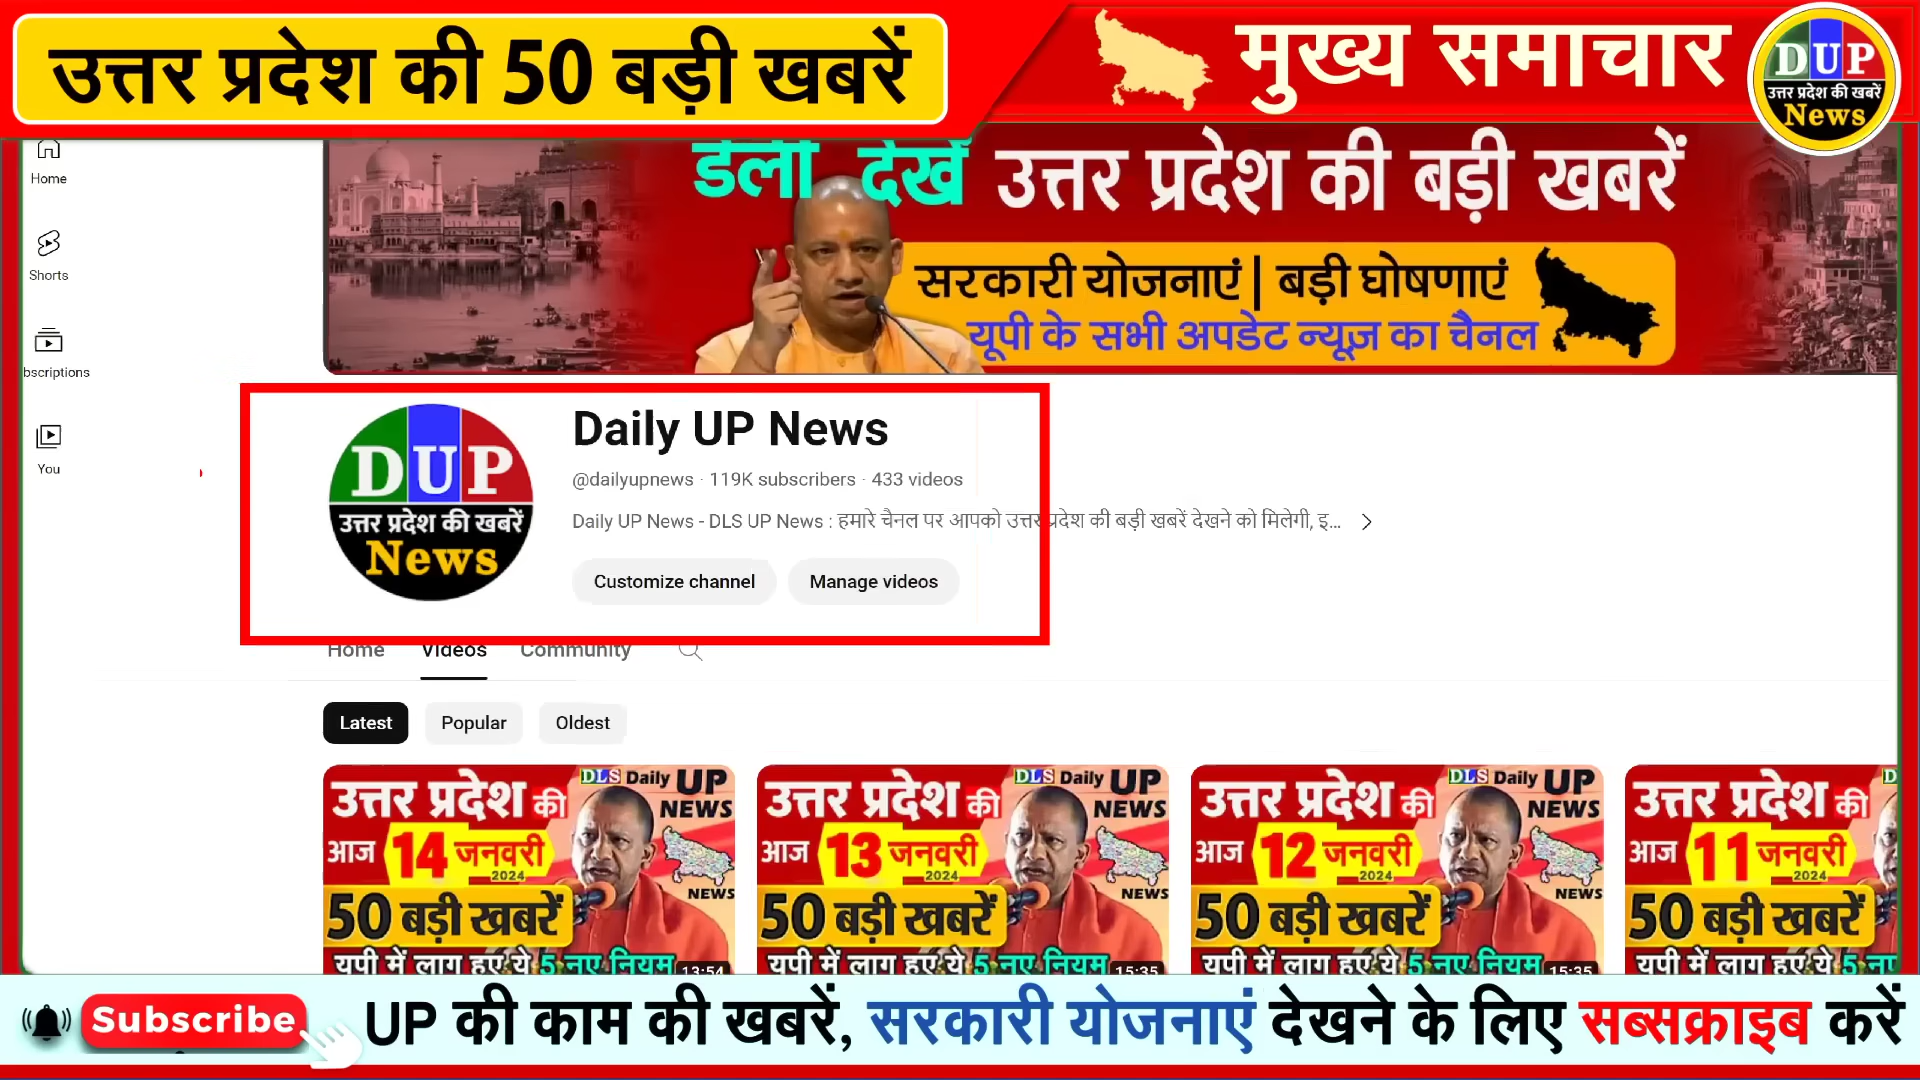 उत्तर प्रदेश की 50 बड़ी खबरें
मुख्य समाचार
DUP
उत्तर प्रदेश की खबरें
News
Home
Shorts
bscriptions
You
डेली देखें उत्तर प्रदेश की बड़ी खबरें
सरकारी योजनाएं | बड़ी घोषणाएं
यूपी के सभी अपडेट न्यूज़ का चैनल
DUP
उत्तर प्रदेश की खबरें
News
Daily UP News
@dailyupnews · 119K subscribers · 433 videos
Daily UP News - DLS UP News : हमारे चैनल पर आपको उत्तर प्रदेश की बड़ी खबरें देखने को मिलेगी, इ...
Customize channel
Manage videos
Home Videos Community
Latest Popular Oldest
DLS Daily UP NEWS
उत्तर प्रदेश की
आज 14 जनवरी
2024
NEWS
50 बड़ी खबरें
यूपी में लागू हुए ये 5 नए नियम
13:54
DLS Daily UP NEWS
उत्तर प्रदेश की
आज 13 जनवरी
2024
NEWS
50 बड़ी खबरें
यूपी में लागू हुए ये 5 नए नियम
15:35
DLS Daily UP NEWS
उत्तर प्रदेश की
आज 12 जनवरी
2024
NEWS
50 बड़ी खबरें
यूपी में लागू हुए ये 5 नए नियम
15:35
उत्तर प्रदेश की
आज 11 जनवरी
2024
50 बड़ी खबरें
यूपी में लागू हुए ये 5
Subscribe
UP की काम की खबरें, सरकारी योजनाएं देखने के लिए सब्सक्राइब करें